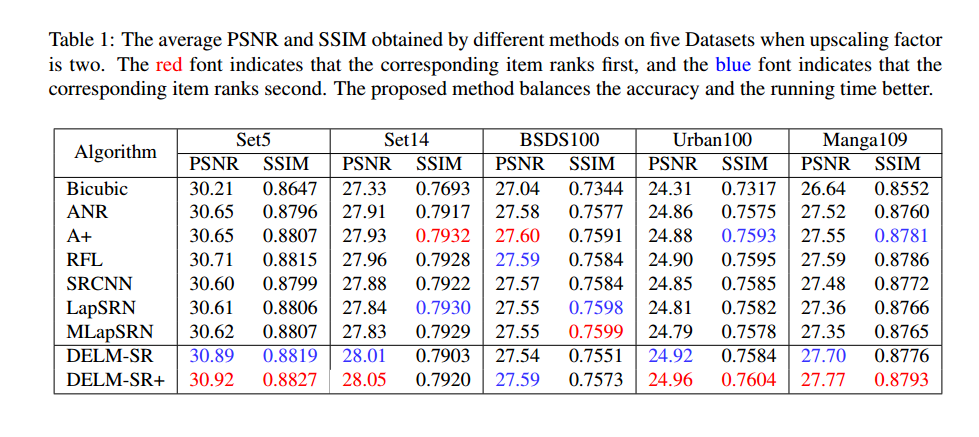 Table 1: The average PSNR and SSIM obtained by different methods on five Datasets when upscaling factor
is two. The red font indicates that the corresponding item ranks first, and the blue font indicates that the
corresponding item ranks second. The proposed method balances the accuracy and the running time better.
Algorithm Set5 Set14 BSDS100 Urban100 Manga109
PSNR SSIM PSNR SSIM PSNR SSIM PSNR SSIM PSNR SSIM
Bicubic 30.21 0.8647 27.33 0.7693 27.04 0.7344 24.31 0.7317 26.64 0.8552
ANR 30.65 0.8796 27.91 0.7917 27.58 0.7577 24.86 0.7575 27.52 0.8760
A+ 30.65 0.8807 27.93 0.7932 27.60 0.7591 24.88 0.7593 27.55 0.8781
RFL 30.71 0.8815 27.96 0.7928 27.59 0.7584 24.90 0.7595 27.59 0.8786
SRCNN 30.60 0.8799 27.88 0.7922 27.57 0.7584 24.85 0.7585 27.48 0.8772
LapSRN 30.61 0.8806 27.84 0.7930 27.55 0.7598 24.81 0.7582 27.36 0.8766
MLapSRN 30.62 0.8807 27.83 0.7929 27.55 0.7599 24.79 0.7578 27.35 0.8765
DELM-SR 30.89 0.8819 28.01 0.7903 27.54 0.7551 24.92 0.7584 27.70 0.8776
DELM-SR+ 30.92 0.8827 28.05 0.7920 27.59 0.7573 24.96 0.7604 27.77 0.8793